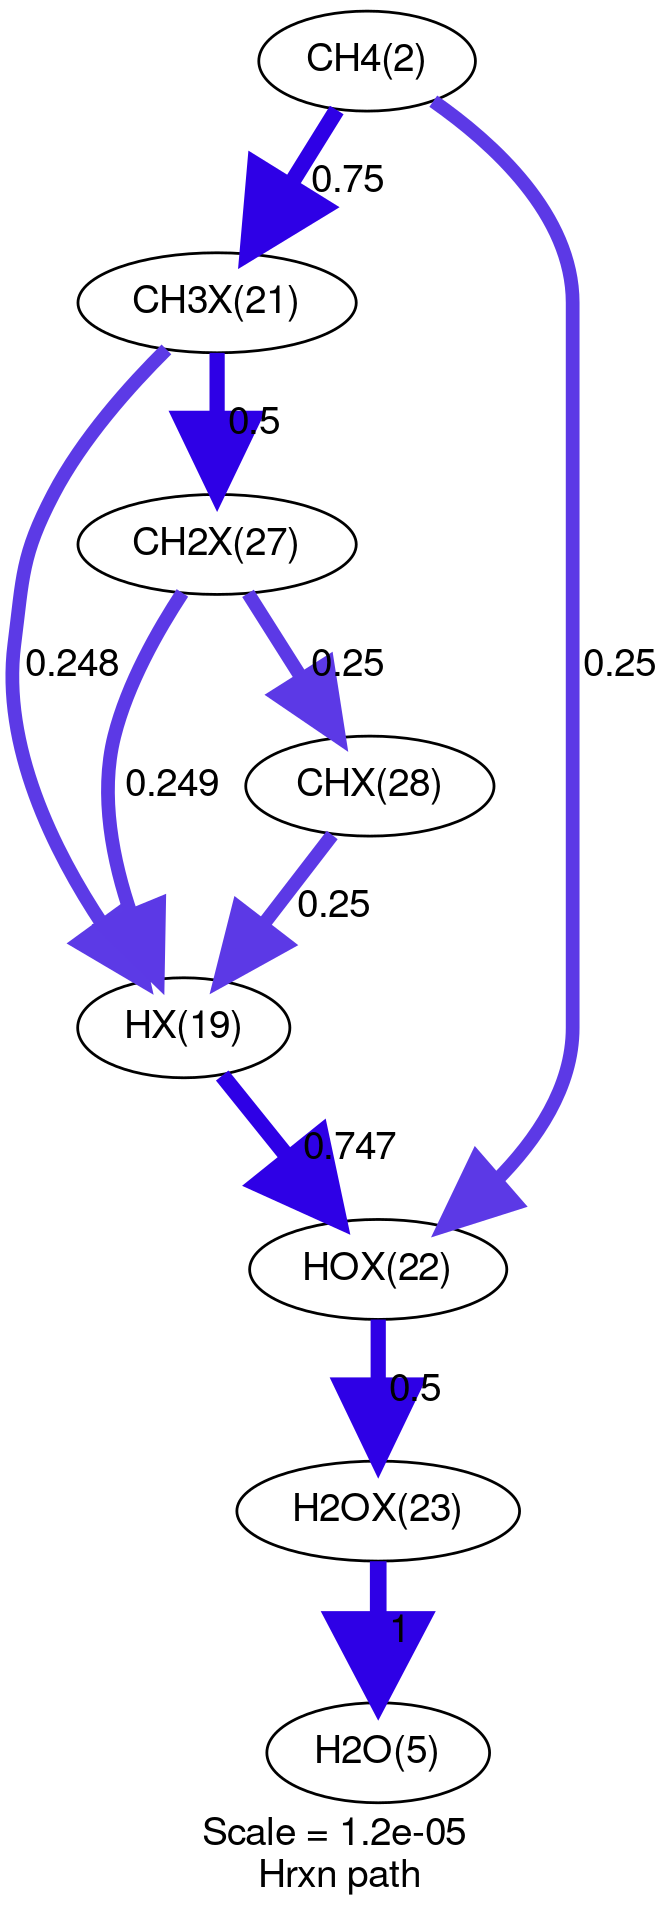 CH4(2)
0.75
CH3X(21)
0.5
CH2X(27)
0.248
0.25
0.25
0.249
CHX(28)
0.25
HX(19)
0.747
HOX(22)
0.5
H2OX(23)
1
H2O(5)
Scale = 1.2e-05
Hrxn path